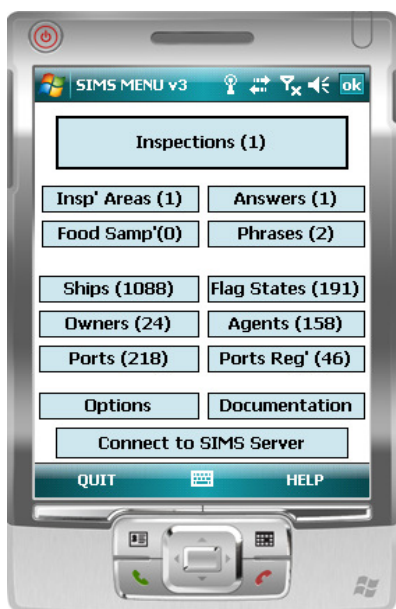 SIMS MENU v3 ok
Inspections (1)
Insp' Areas (1) Answers (1)
Food Samp'(0) Phrases (2)
Ships (1088) Flag States (191)
Owners (24) Agents (158)
Ports (218) Ports Reg' (46)
Options Documentation
Connect to SIMS Server
QUIT HELP